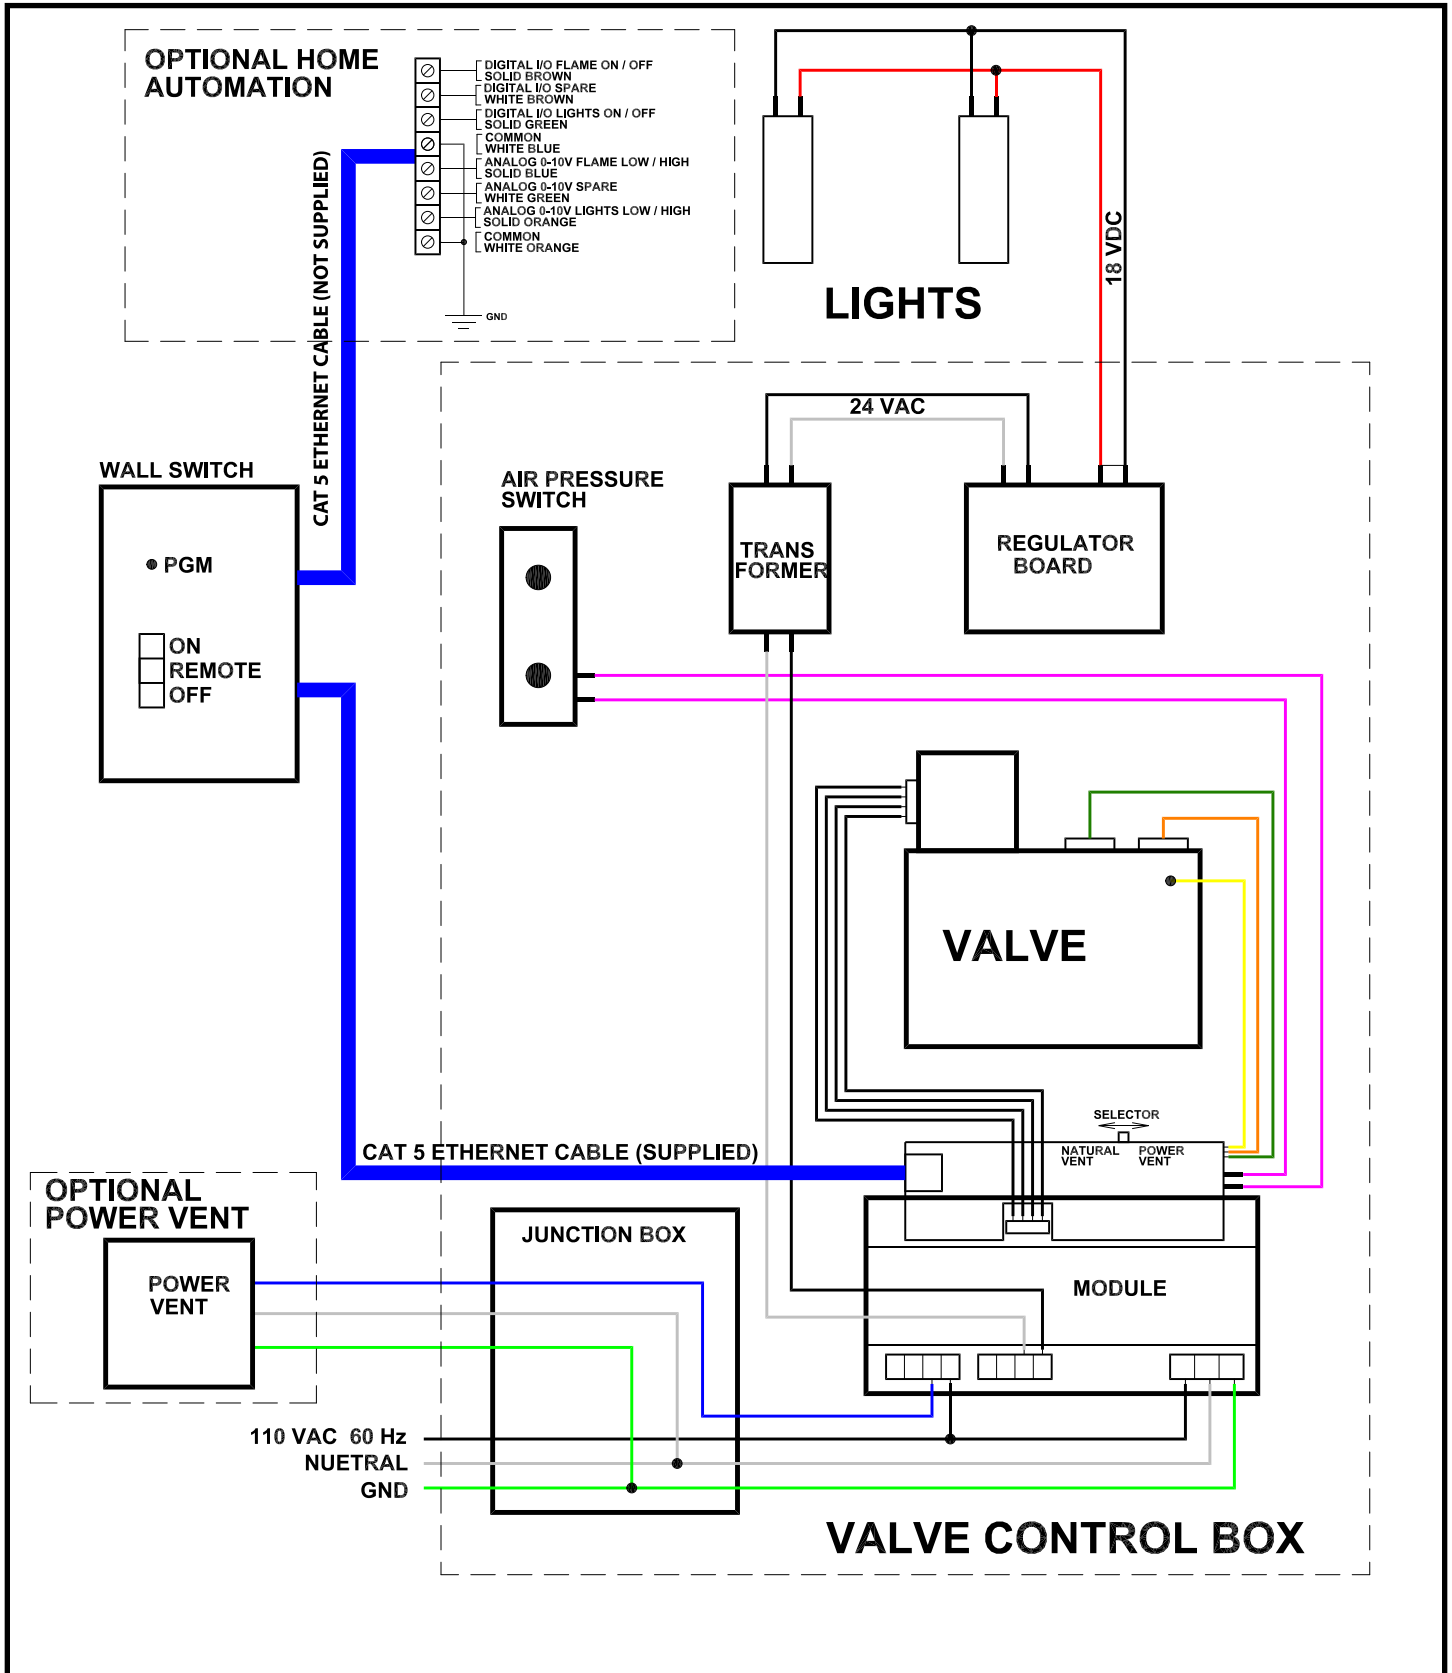 OPTIONAL HOME
AUTOMATION
DIGITAL I/O FLAME ON / OFF
SOLID BROWN
DIGITAL I/O SPARE
WHITE BROWN
DIGITAL I/O LIGHTS ON / OFF
SOLID GREEN
COMMON
WHITE BLUE
ANALOG 0-10V FLAME LOW / HIGH
SOLID BLUE
ANALOG 0-10V SPARE
WHITE GREEN
ANALOG 0-10V LIGHTS LOW / HIGH
SOLID ORANGE
COMMON
WHITE ORANGE
GND
CAT 5 ETHERNET CABLE (NOT SUPPLIED)
LIGHTS
18 VDC
24 VAC
WALL SWITCH
PGM
ON
REMOTE
OFF
AIR PRESSURE
SWITCH
TRANS
FORMER
REGULATOR
BOARD
VALVE
SELECTOR
NATURAL
VENT
POWER
VENT
CAT 5 ETHERNET CABLE (SUPPLIED)
OPTIONAL
POWER VENT
POWER
VENT
JUNCTION BOX
MODULE
110 VAC 60 Hz
NUETRAL
GND
VALVE CONTROL BOX